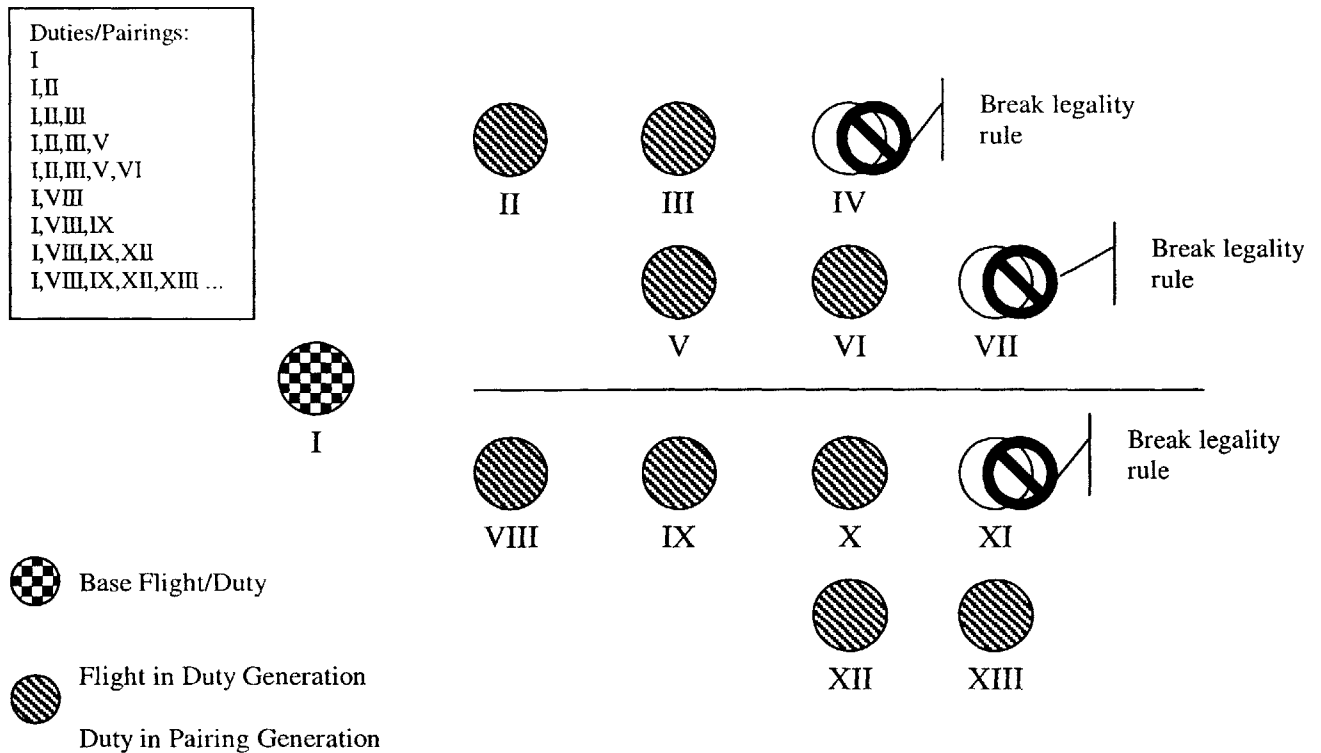 Duties/Pairings:
I
I,II
I,II,III
I,II,III,V
I,II,III,V,VI
I,VIII
I,VIII,IX
I,VIII,IX,XII
I,VIII,IX,XII,XIII ...
Break legality
rule
II
III
IV
Break legality
rule
V
VI
VII
I
Break legality
rule
VIII
IX
X
XI
Base Flight/Duty
XII
XIII
Flight in Duty Generation
Duty in Pairing Generation